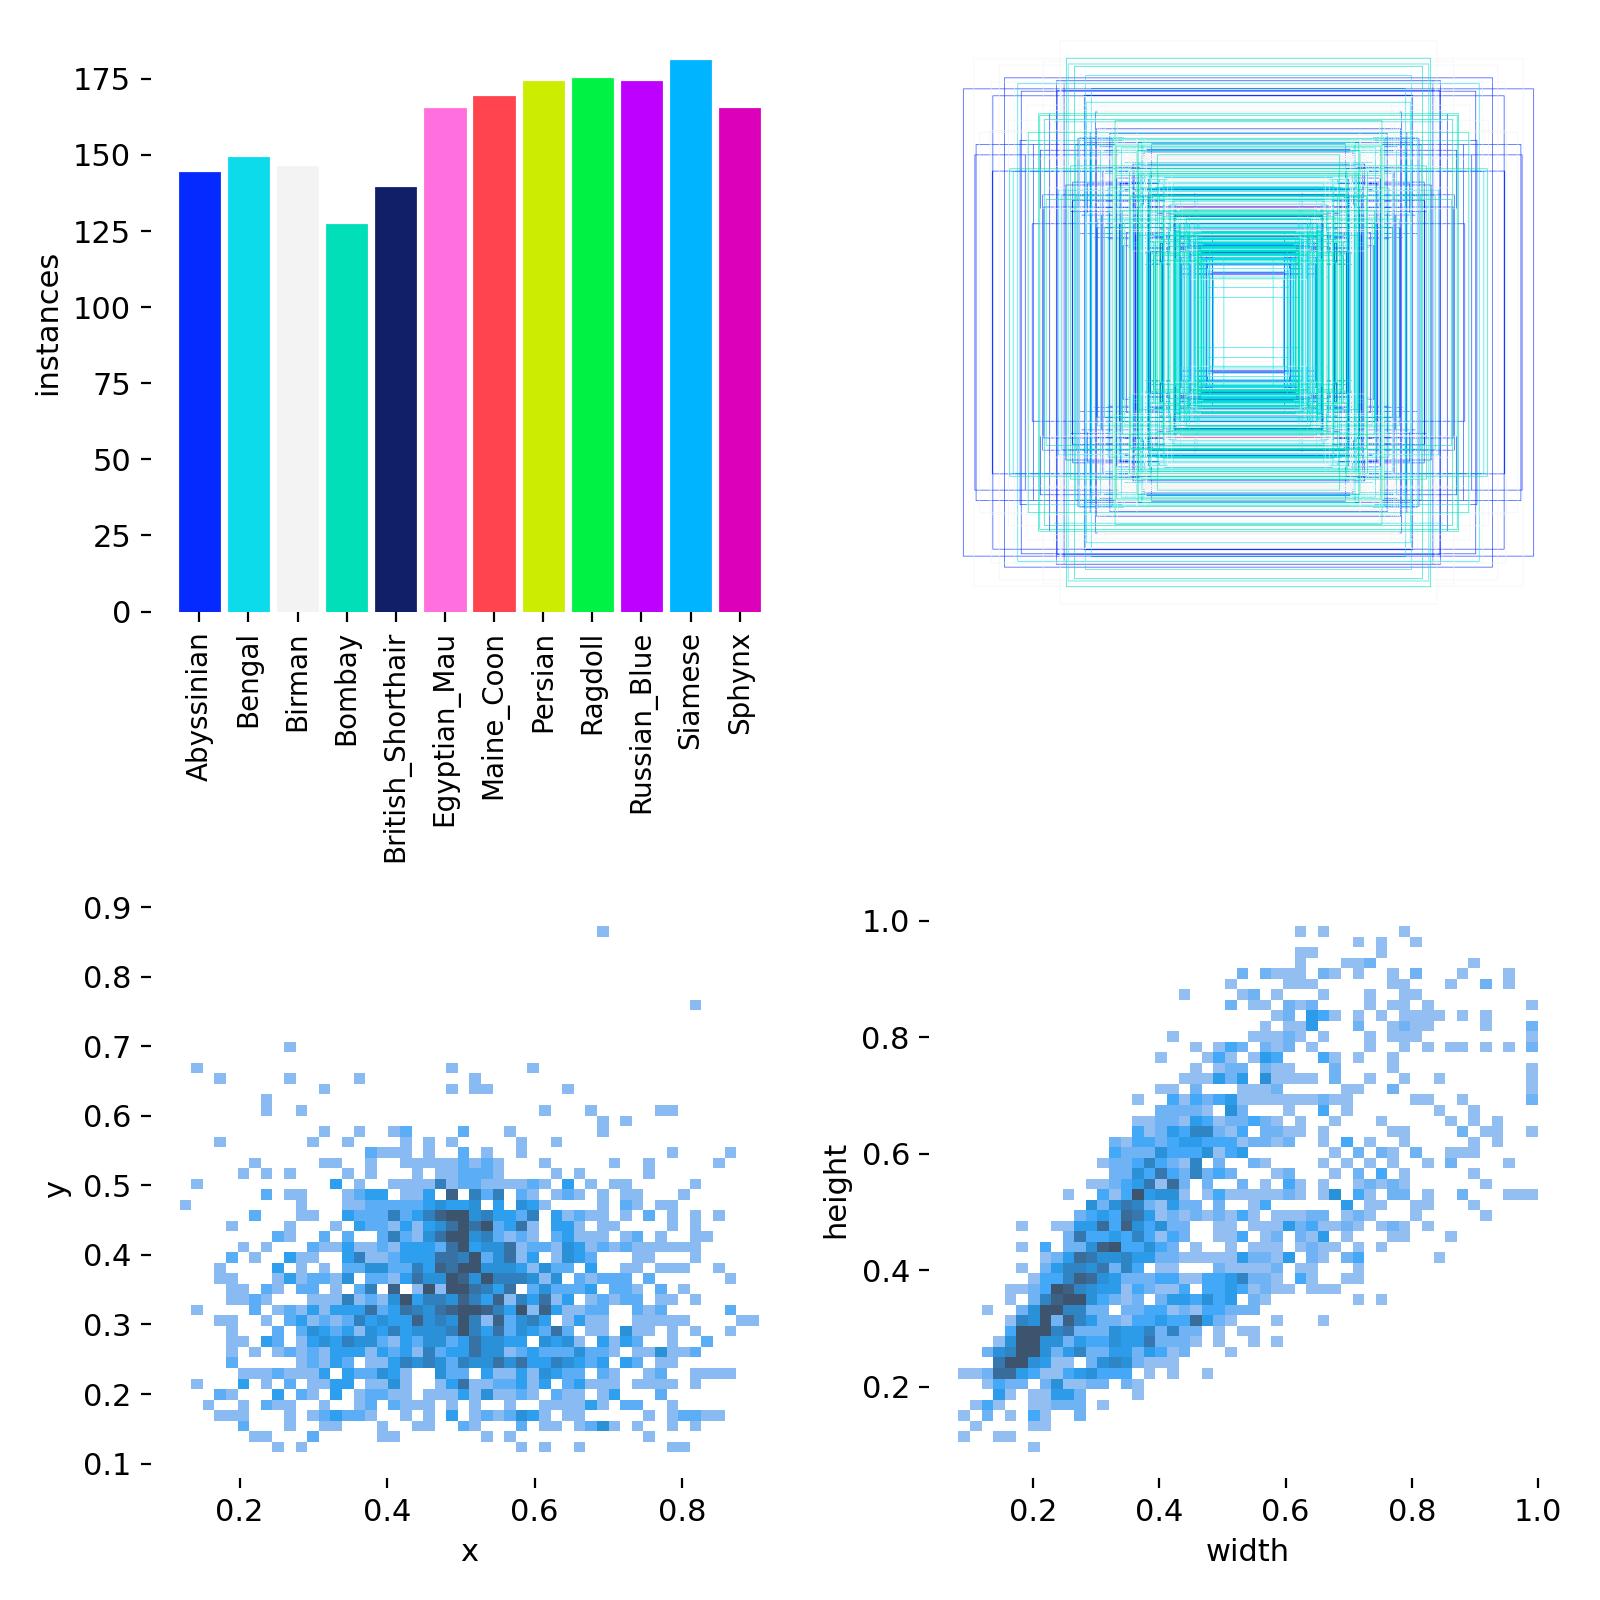 instances
175
150
125
100
75
50
25
0
Abyssinian
Bengal
Birman
Bombay
British_Shorthair
Egyptian_Mau
Maine_Coon
Persian
Ragdoll
Russian_Blue
Siamese
Sphynx
y
0.9
0.8
0.7
0.6
0.5
0.4
0.3
0.2
0.1
0.2 0.4 0.6 0.8
x
height
1.0
0.8
0.6
0.4
0.2
0.2 0.4 0.6 0.8 1.0
width